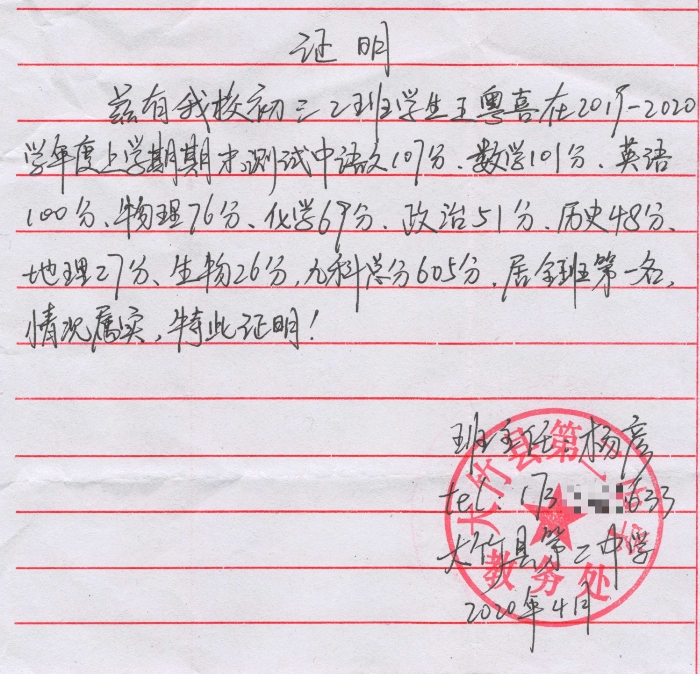 证明
兹有我校初三2班学生王粤喜在2019-2020
学年度上学期期末测试中语文107分、数学101分、英语
100分、物理76分、化学69分、政治51分、历史48分、
地理27分、生物26分,九科总分605分,居全班第一名,
情况属实,特此证明!
班主任:杨彦
tel:173 633
大竹县第二中学
2020年4月
大竹县第二中学
教务处